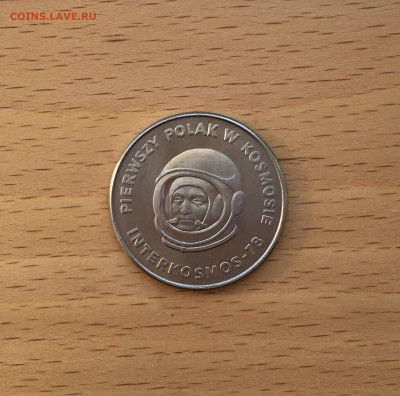 COINS.LAVE.RU
PIERWSZY POLAK W KOSMOSIE
INTERKOSMOS-78